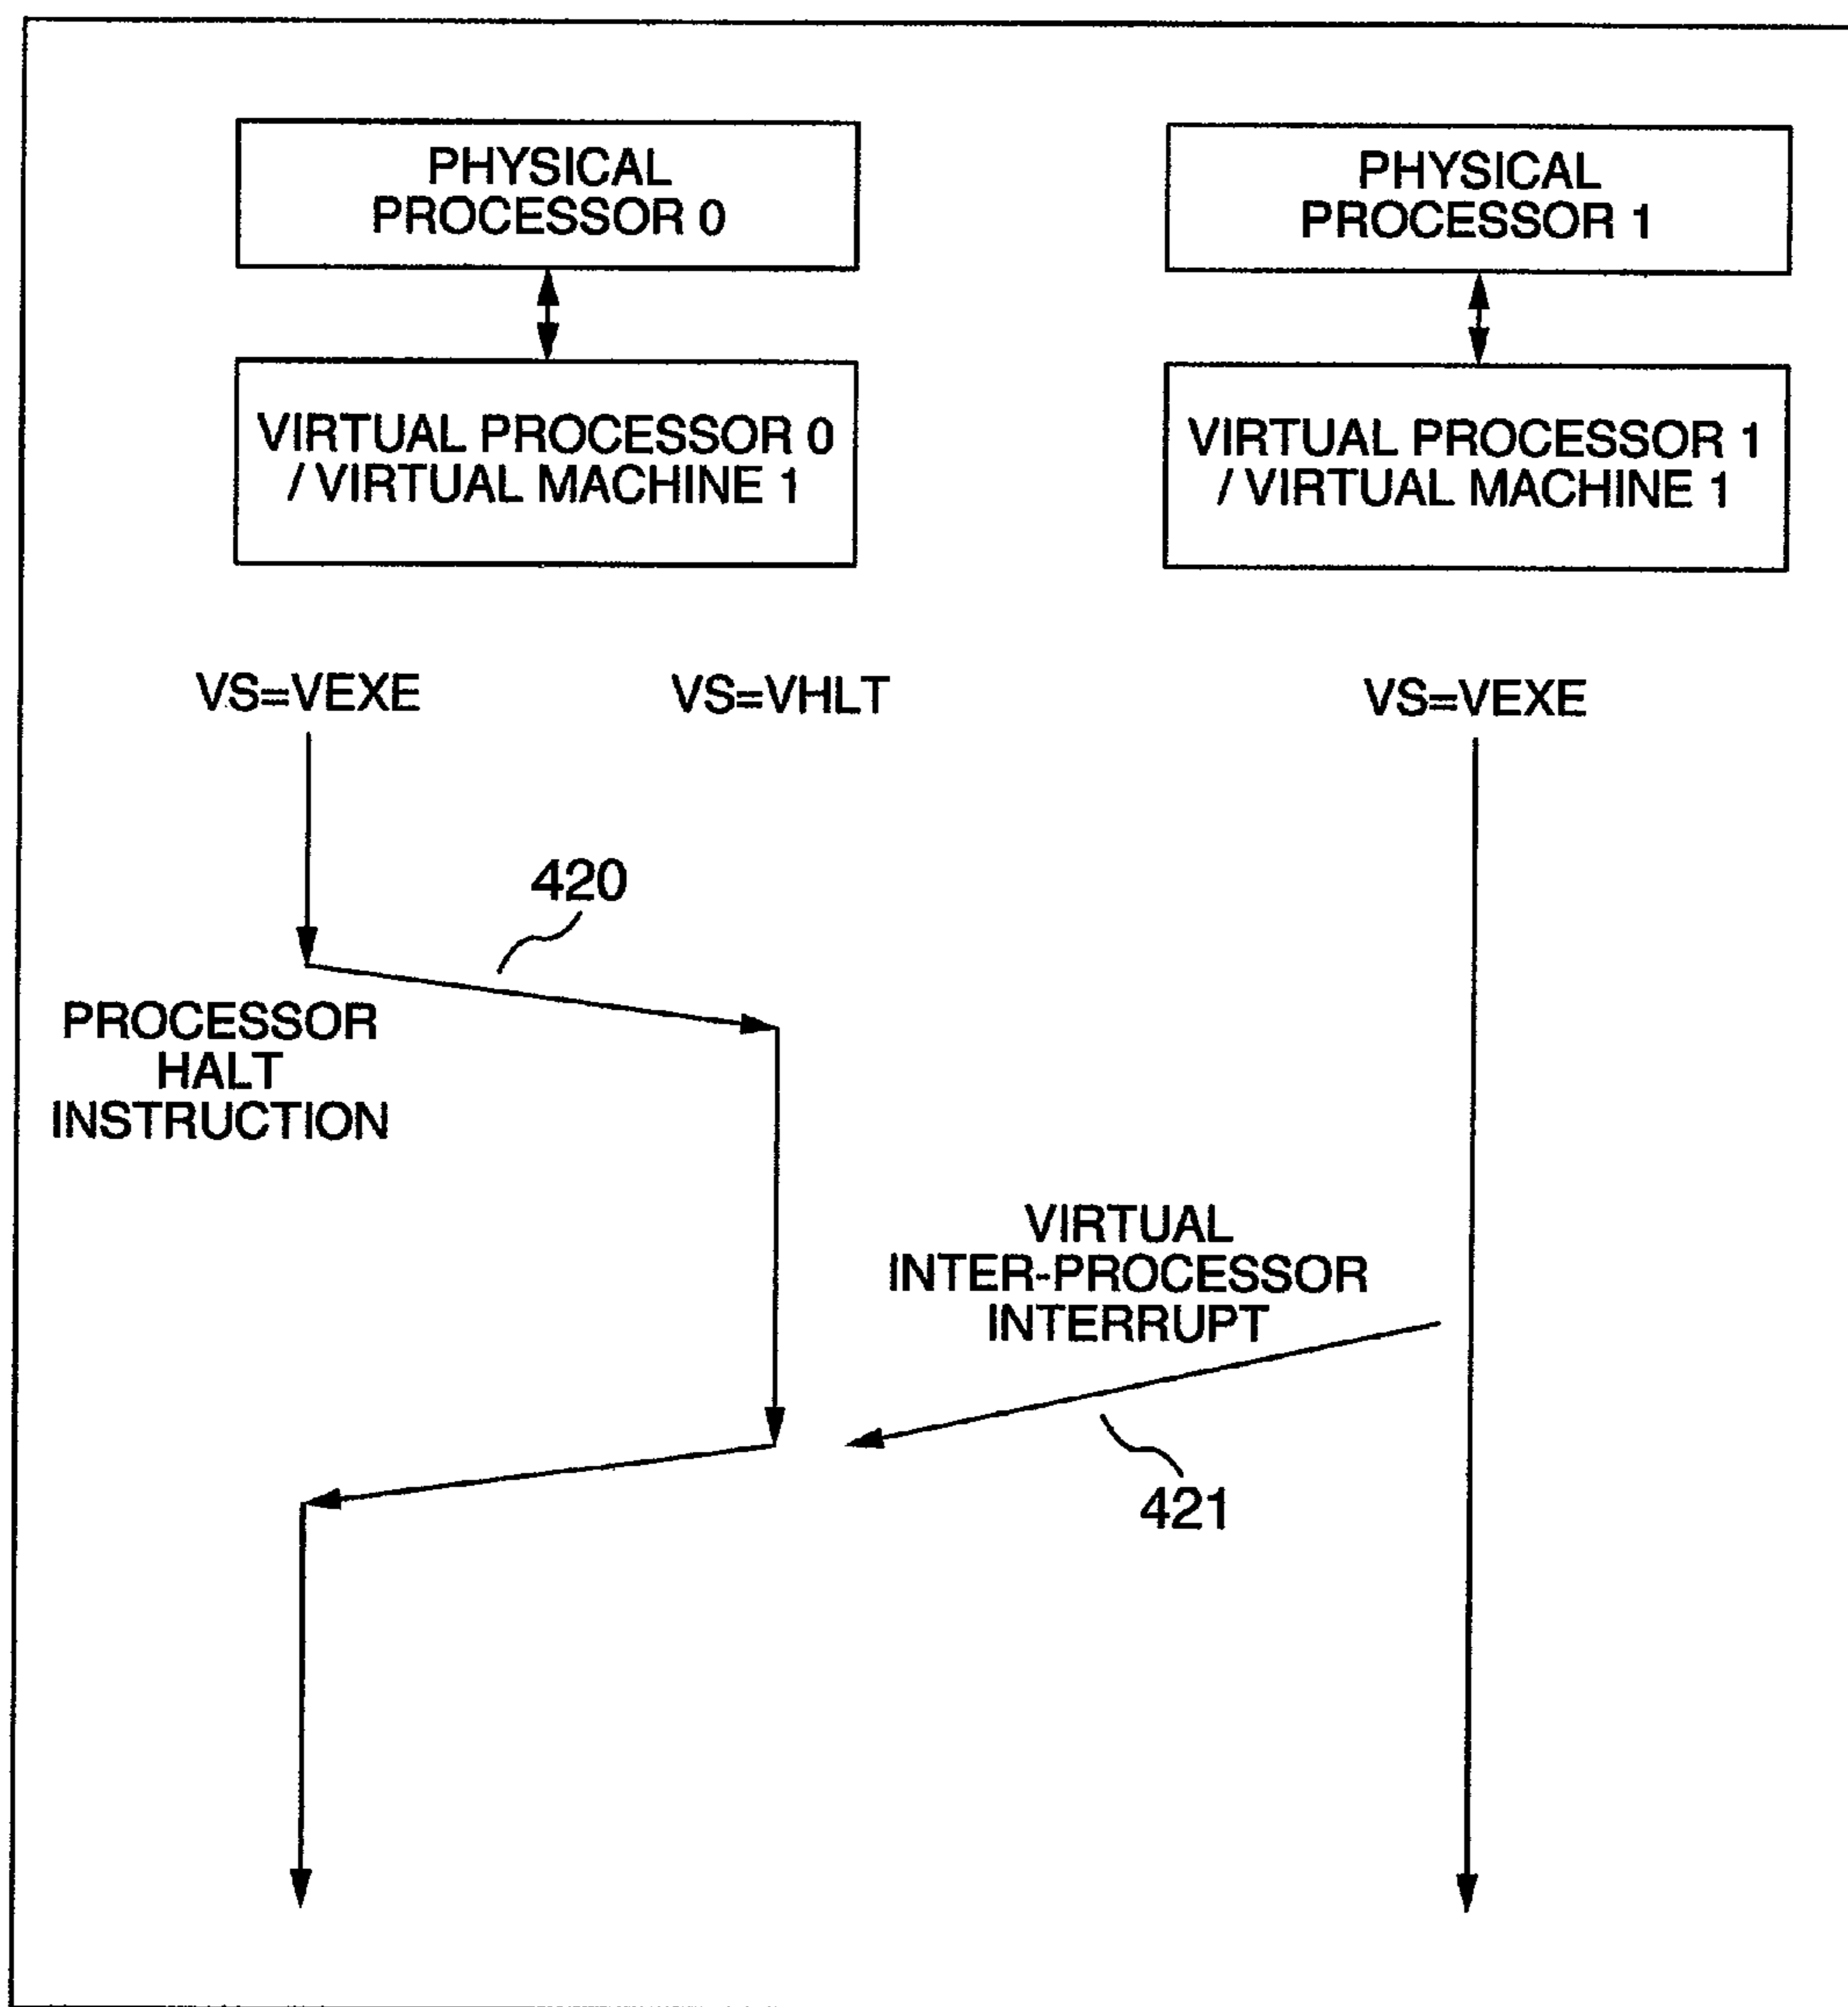 PHYSICAL
PROCESSOR 0
PHYSICAL
PROCESSOR 1
VIRTUAL PROCESSOR 0
/ VIRTUAL MACHINE 1
VIRTUAL PROCESSOR 1
/ VIRTUAL MACHINE 1
VS=VEXE
VS=VHLT
VS=VEXE
420
PROCESSOR
HALT
INSTRUCTION
VIRTUAL
INTER-PROCESSOR
INTERRUPT
421